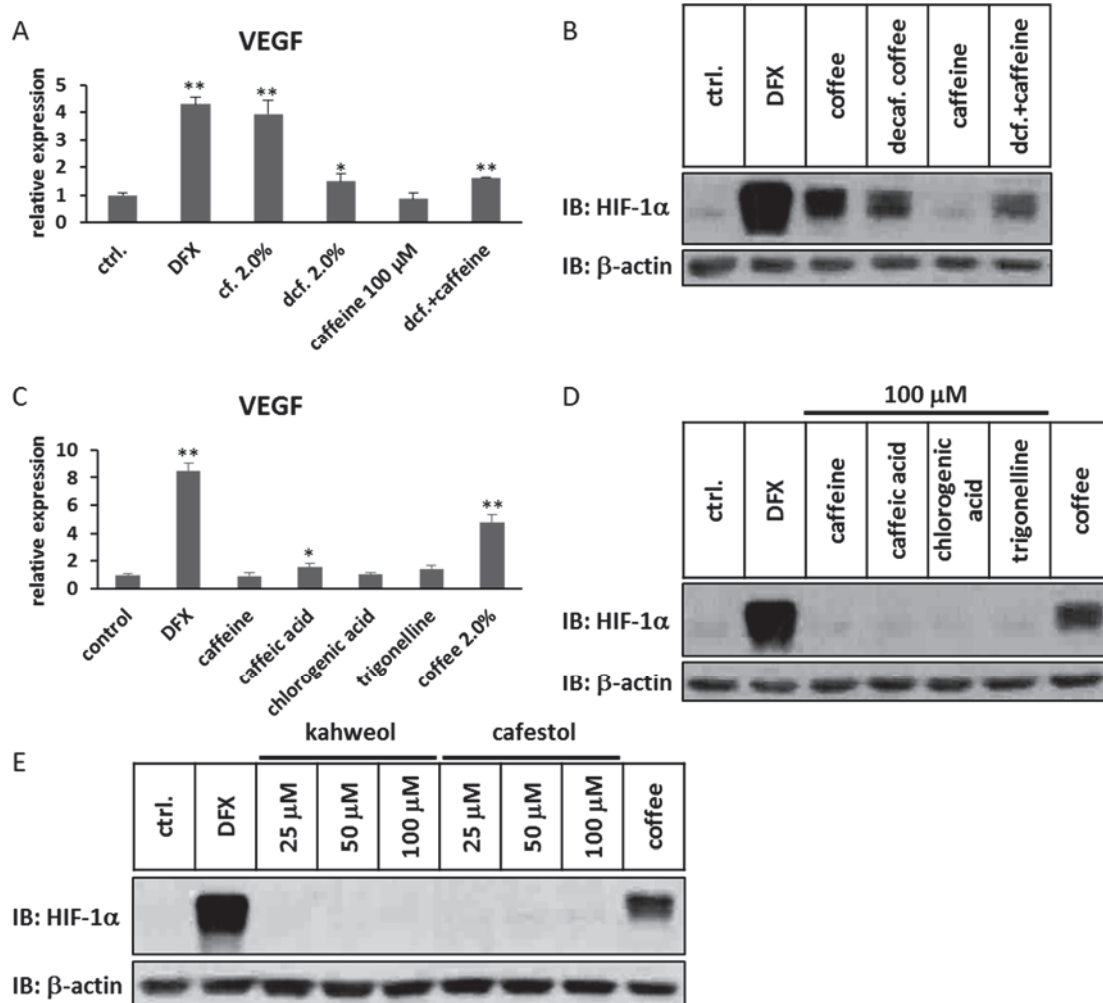 A
VEGF
relative expression
5
4
3
2
1
0
** ** * **
ctrl.
DFX
cf. 2.0%
dcf. 2.0%
caffeine 100 μM
dcf.+caffeine
B
ctrl.
DFX
coffee
decaf. coffee
caffeine
dcf.+caffeine
IB: HIF-1α
IB: β-actin
C
VEGF
relative expression
10
8
6
4
2
0
** * **
control
DFX
caffeine
caffeic acid
chlorogenic acid
trigonelline
coffee 2.0%
D
100 μM
ctrl.
DFX
caffeine
caffeic acid
chlorogenic
acid
trigonelline
coffee
IB: HIF-1α
IB: β-actin
E
kahweol
cafestol
ctrl.
DFX
25 μM
50 μM
100 μM
25 μM
50 μM
100 μM
coffee
IB: HIF-1α
IB: β-actin